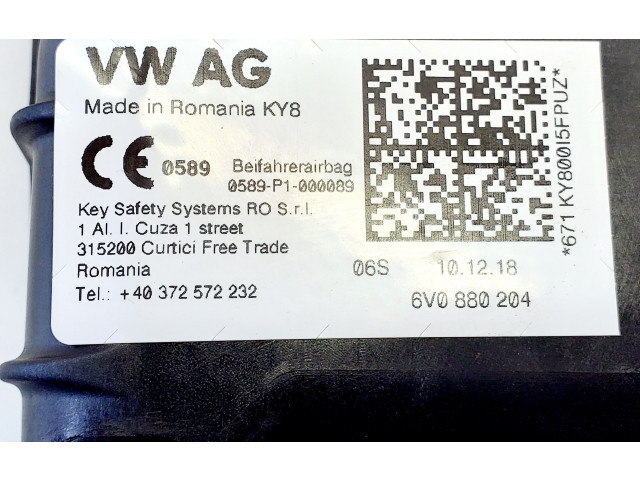 VW AG
Made in Romania KY8
CE 0589 Beifahrerairbag
0589-P1-000089
Key Safety Systems RO S.r.l.
1 Al. I. Cuza 1 street
315200 Curtici Free Trade
Romania
Tel.: +40 372 572 232
06S 10.12.18
6V0 880 204
*671 KY800I5FPUZ*